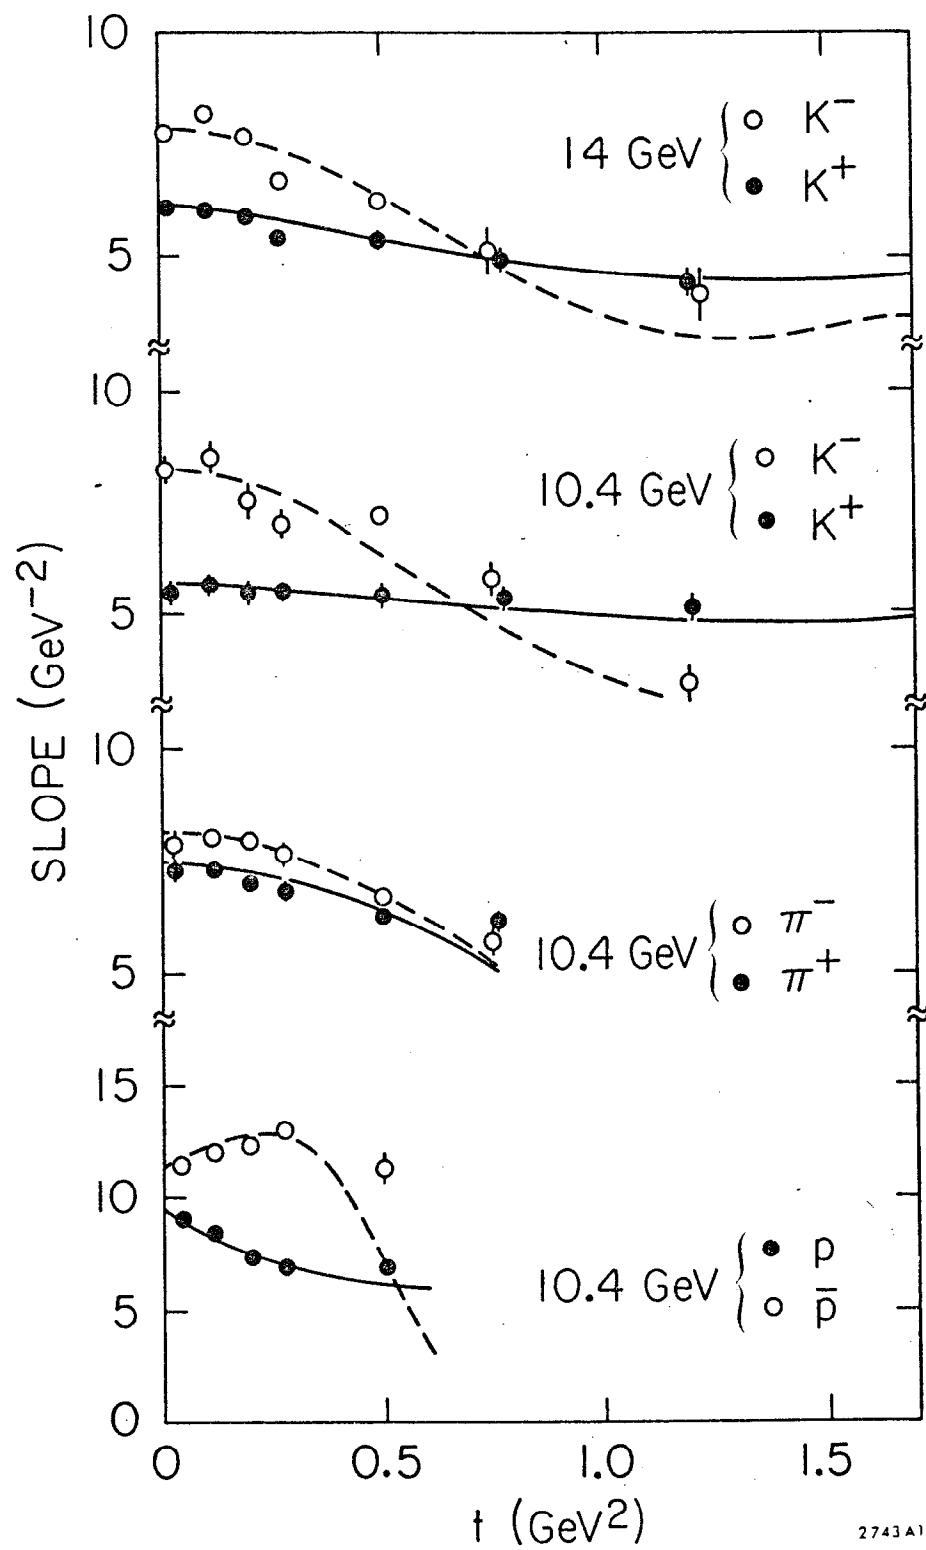 10
14 GeV { ○ K⁻
● K⁺
5
10
10.4 GeV { ○ K⁻
● K⁺
5
SLOPE (GeV⁻²)
10
10.4 GeV { ○ π⁻
● π⁺
5
15
10
10.4 GeV { ● p
○ p̄
5
0
0 0.5 1.0 1.5
t (GeV²)
2743A1